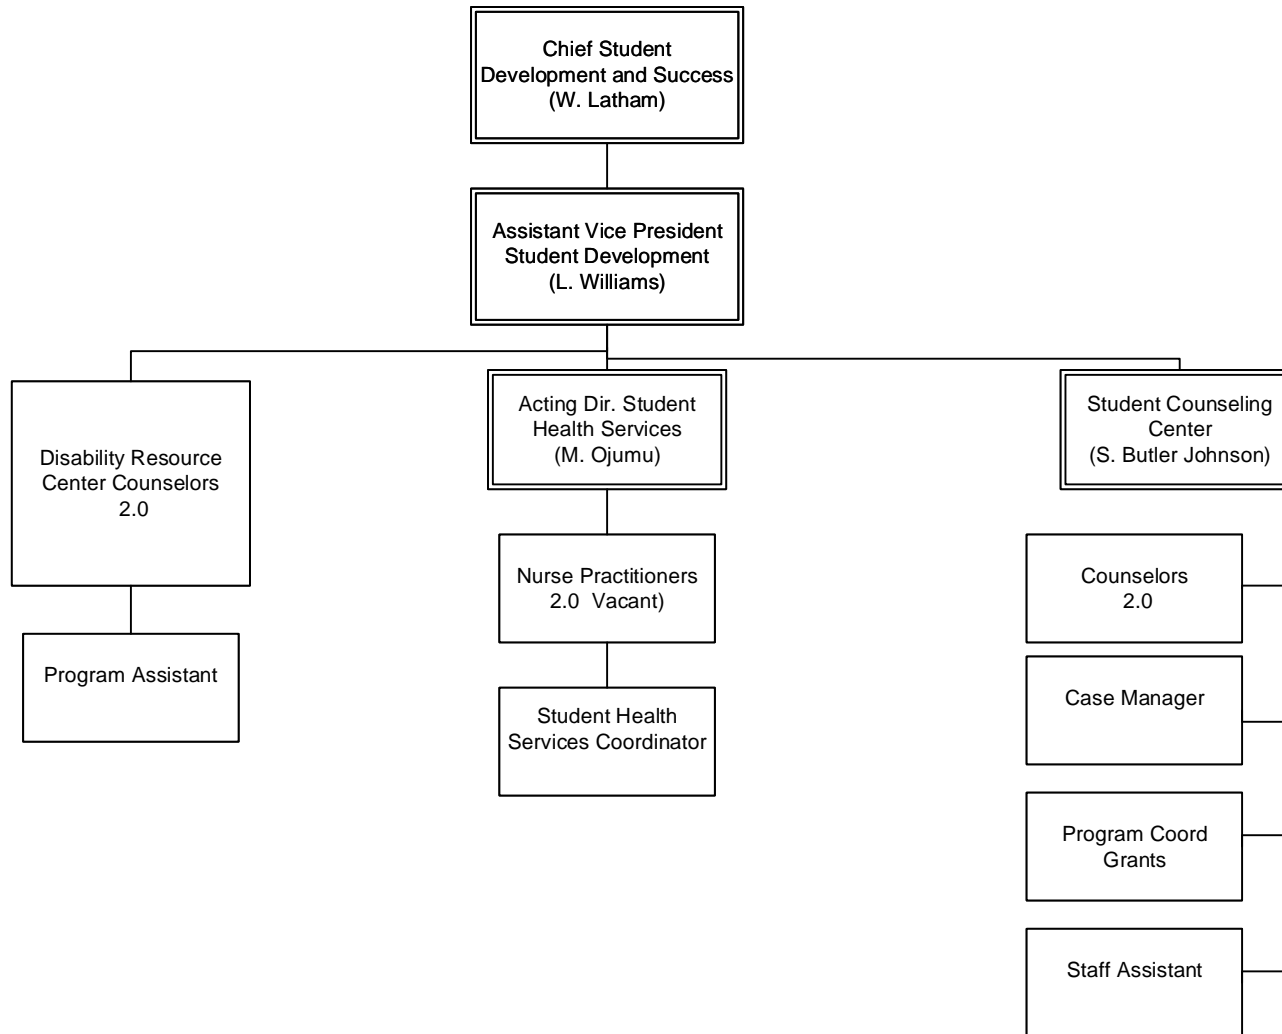 Chief Student
Development and Success
(W. Latham)
Assistant Vice President
Student Development
(L. Williams)
Disability Resource
Center Counselors
2.0
Program Assistant
Acting Dir. Student
Health Services
(M. Ojumu)
Nurse Practitioners
2.0 Vacant)
Student Health
Services Coordinator
Student Counseling
Center
(S. Butler Johnson)
Counselors
2.0
Case Manager
Program Coord
Grants
Staff Assistant